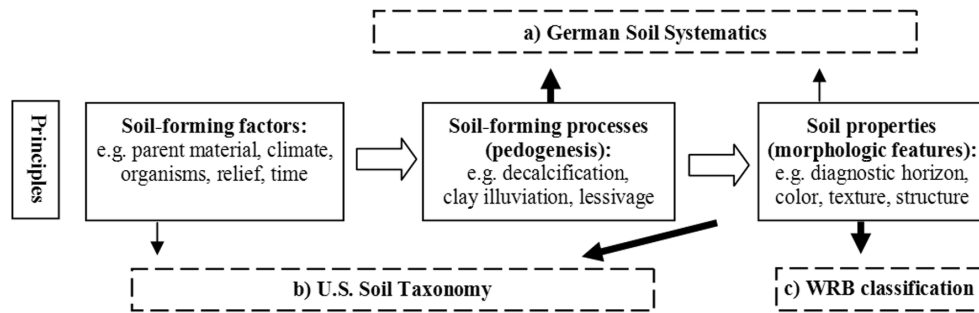 a) German Soil Systematics
Principles
Soil-forming factors:
e.g. parent material, climate,
organisms, relief, time
Soil-forming processes
(pedogenesis):
e.g. decalcification,
clay illuviation, lessivage
Soil properties
(morphologic features):
e.g. diagnostic horizon,
color, texture, structure
b) U.S. Soil Taxonomy
c) WRB classification